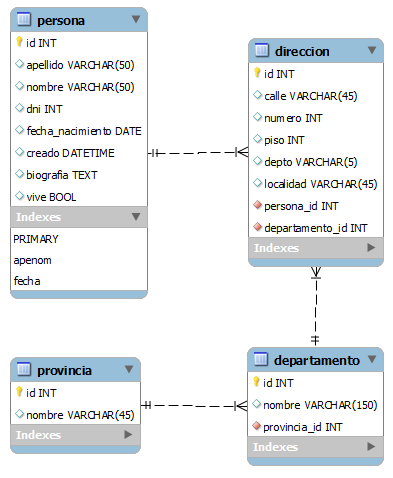 persona
id INT
apellido VARCHAR(50)
nombre VARCHAR(50)
dni INT
fecha_nacimiento DATE
creado DATETIME
biografia TEXT
vive BOOL
Indexes
PRIMARY
apenom
fecha
direccion
id INT
calle VARCHAR(45)
numero INT
piso INT
depto VARCHAR(5)
localidad VARCHAR(45)
persona_id INT
departamento_id INT
Indexes
provincia
id INT
nombre VARCHAR(45)
Indexes
departamento
id INT
nombre VARCHAR(150)
provincia_id INT
Indexes